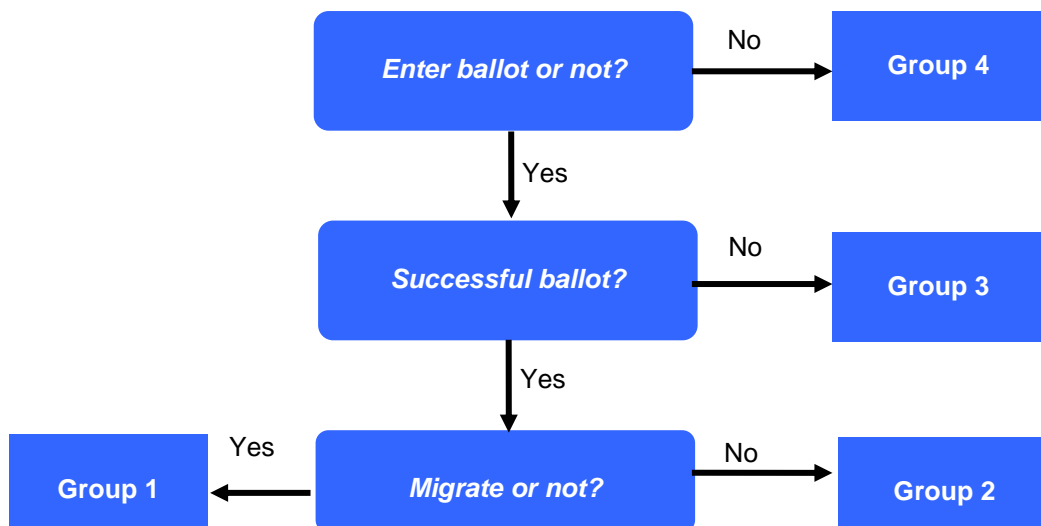 Enter ballot or not?
No
Group 4
Yes
Successful ballot?
No
Group 3
Yes
Yes
Group 1
Migrate or not?
No
Group 2